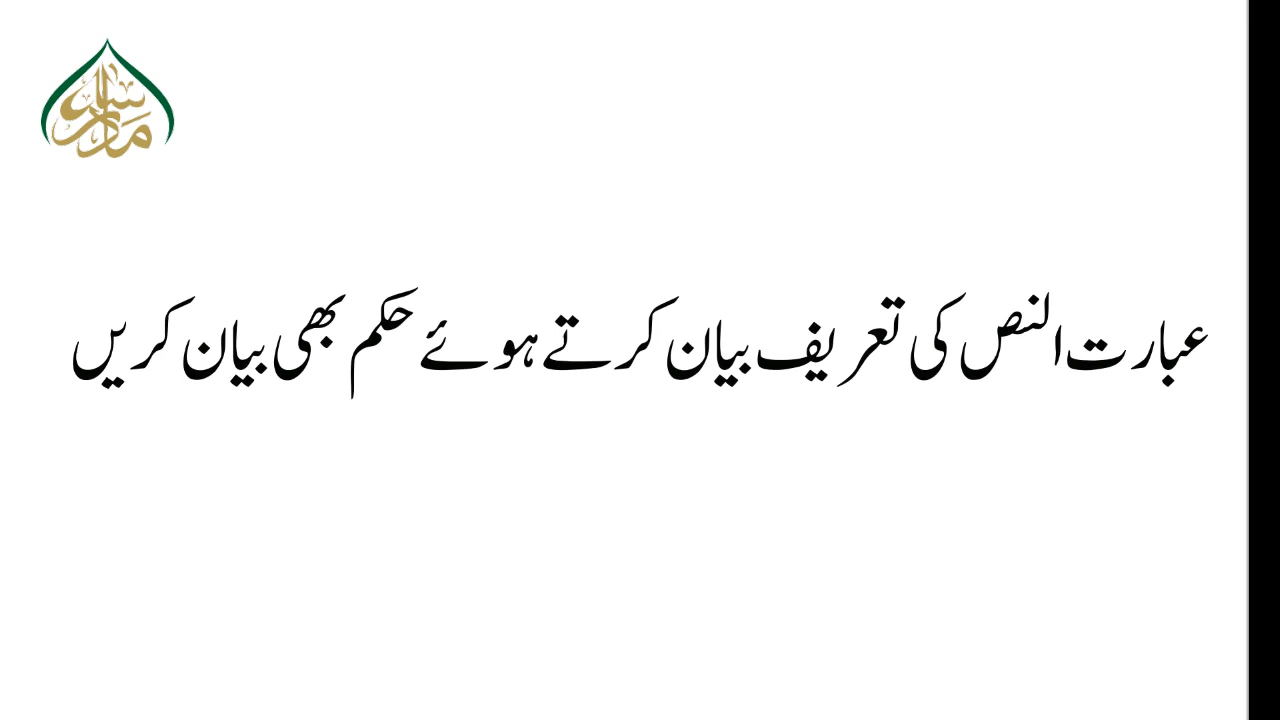 عبارت النص کی تعریف بیان کرتے ہوئے حکم بھی بیان کریں